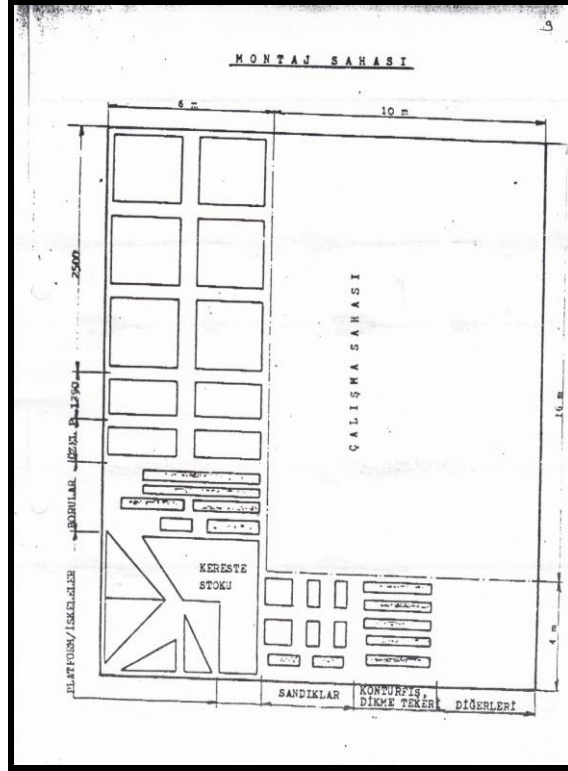 9
MONTAJ SAHASI
6 m
10 m
2500
ÇALIŞMA SAHASI
1250
ÖZEL P.
16 m
BORULAR
KERESTE
STOKU
PLATFORM/İSKELELER
4 m
SANDIKLAR
KONTURFİŞ,
DİKME TEKERİ
DİĞERLERİ